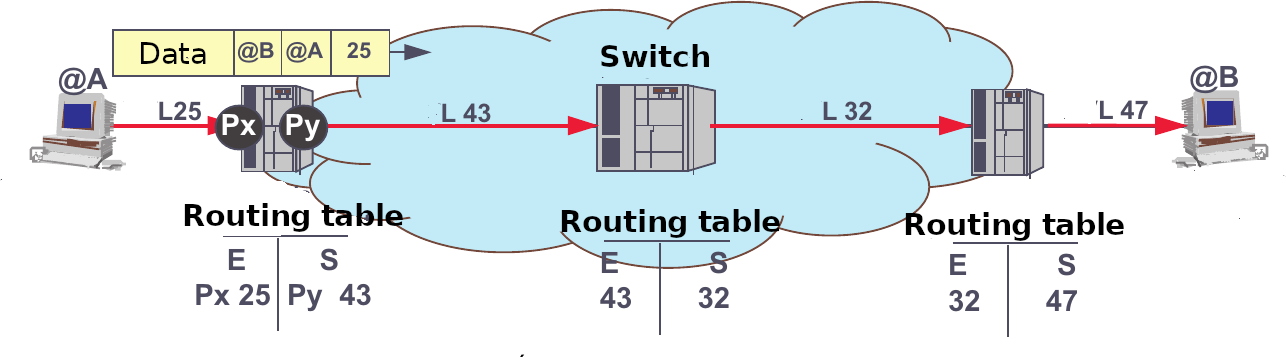 Data @B @A 25
Switch
@A
@B
L25
Px Py
L 43
L 32
L 47
Routing table
E S
Px 25 Py 43
Routing table
E S
43 32
Routing table
E S
32 47